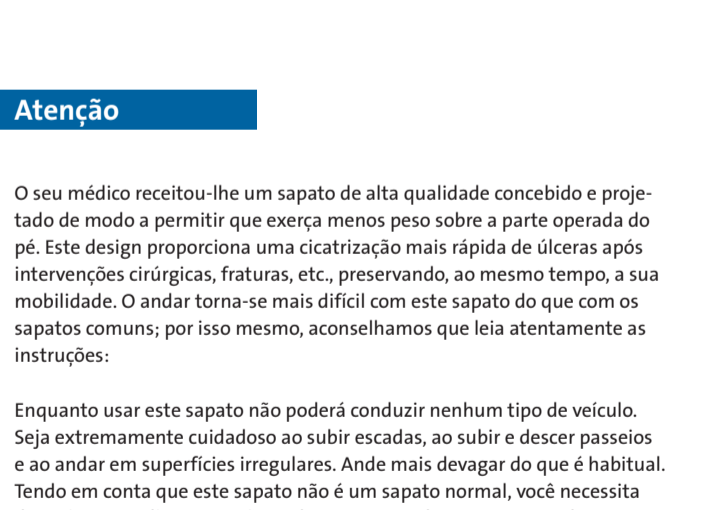 Atenção
O seu médico receitou-lhe um sapato de alta qualidade concebido e proje-
tado de modo a permitir que exerça menos peso sobre a parte operada do
pé. Este design proporciona uma cicatrização mais rápida de úlceras após
intervenções cirúrgicas, fraturas, etc., preservando, ao mesmo tempo, a sua
mobilidade. O andar torna-se mais difícil com este sapato do que com os
sapatos comuns; por isso mesmo, aconselhamos que leia atentamente as
instruções:
Enquanto usar este sapato não poderá conduzir nenhum tipo de veículo.
Seja extremamente cuidadoso ao subir escadas, ao subir e descer passeios
e ao andar em superfícies irregulares. Ande mais devagar do que é habitual.
Tendo em conta que este sapato não é um sapato normal, você necessita